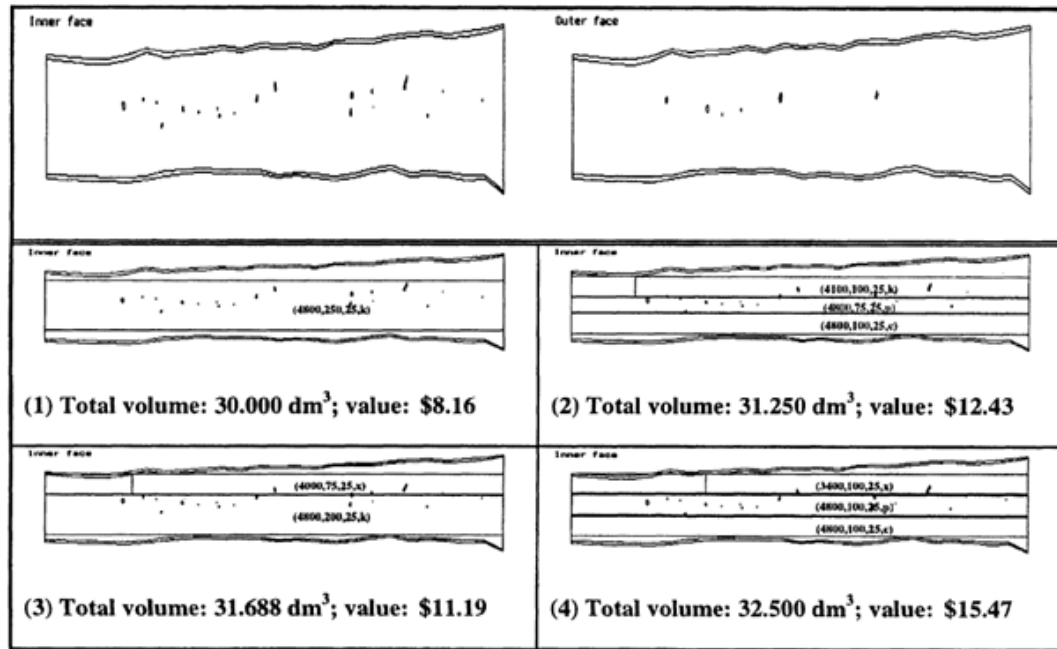 Inner face
Outer face
Inner face
(4800,250,25,k)
(1) Total volume: 30.000 dm³; value: $8.16
Inner face
(4100,100,25,k)
(4800,75,25,p)
(4800,100,25,c)
(2) Total volume: 31.250 dm³; value: $12.43
Inner face
(4000,75,25,x)
(4800,200,25,k)
(3) Total volume: 31.688 dm³; value: $11.19
Inner face
(3400,100,25,x)
(4800,100,25,p)
(4800,100,25,c)
(4) Total volume: 32.500 dm³; value: $15.47